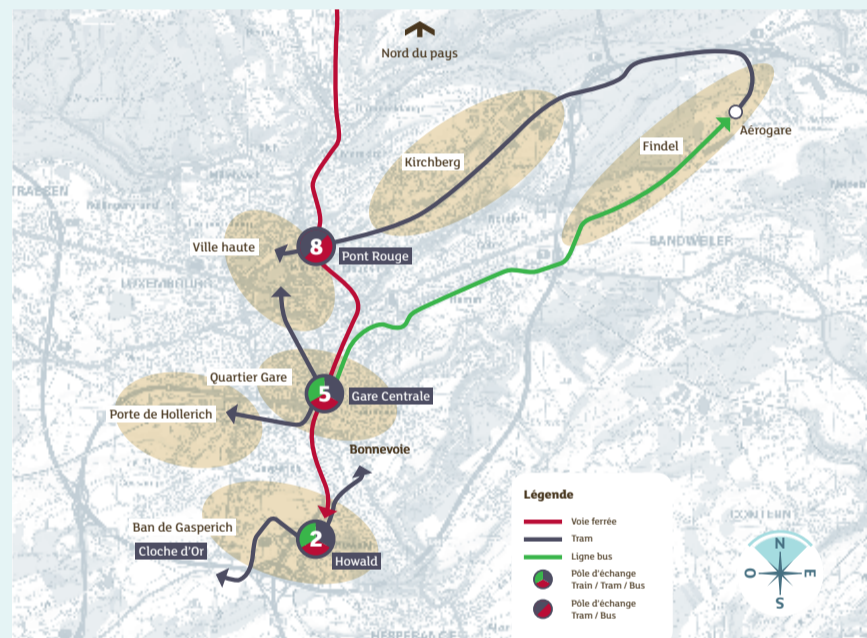 Nord du pays
Aérogare
Findel
Kirchberg
Ville haute
8
Pont Rouge
SANDWEILER
LUXEMBOURG
Quartier Gare
5
Gare Centrale
Porte de Hollerich
Bonnevoie
Ban de Gasperich
Cloche d'Or
2
Howald
Légende
Voie ferrée
Tram
Ligne bus
Pôle d'échange
Train / Tram / Bus
Pôle d'échange
Tram / Bus
N
O
E
S